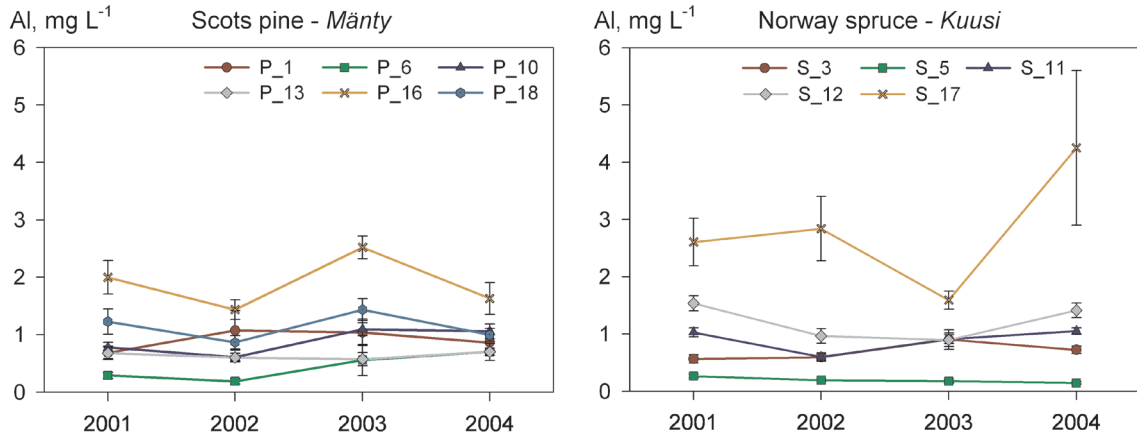 Al, mg L-1 Scots pine - Mänty
6
5
4
3
2
1
0
P_1 P_6 P_10
P_13 P_16 P_18
2001 2002 2003 2004
Al, mg L-1 Norway spruce - Kuusi
6
5
4
3
2
1
0
S_3 S_5 S_11
S_12 S_17
2001 2002 2003 2004